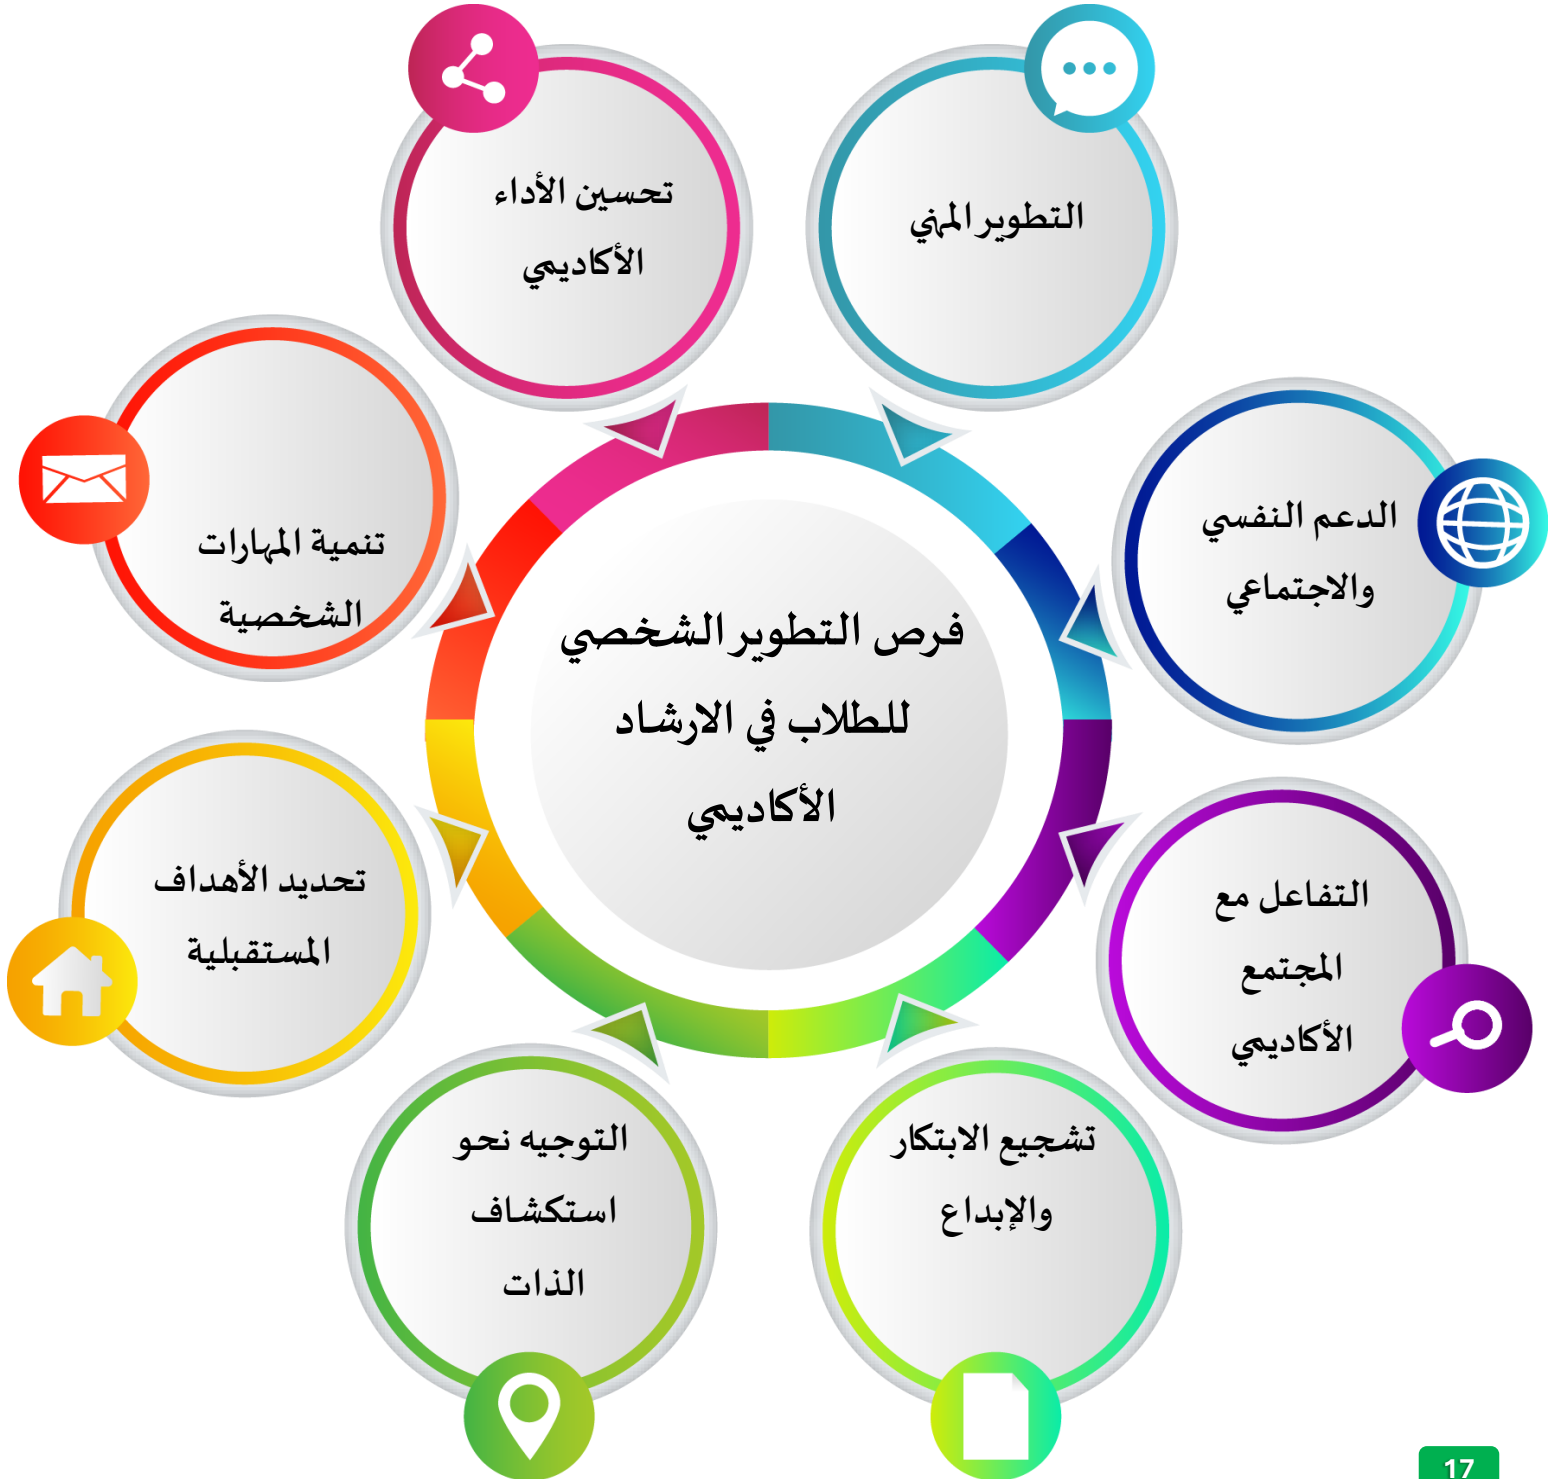 فرص التطوير الشخصي
للطلاب في الارشاد
الأكاديمي
التطوير المهني
الدعم النفسي
والاجتماعي
التفاعل مع
المجتمع
الأكاديمي
تشجيع الابتكار
والإبداع
التوجيه نحو
استكشاف
الذات
تحديد الأهداف
المستقبلية
تنمية المهارات
الشخصية
تحسين الأداء
الأكاديمي
17